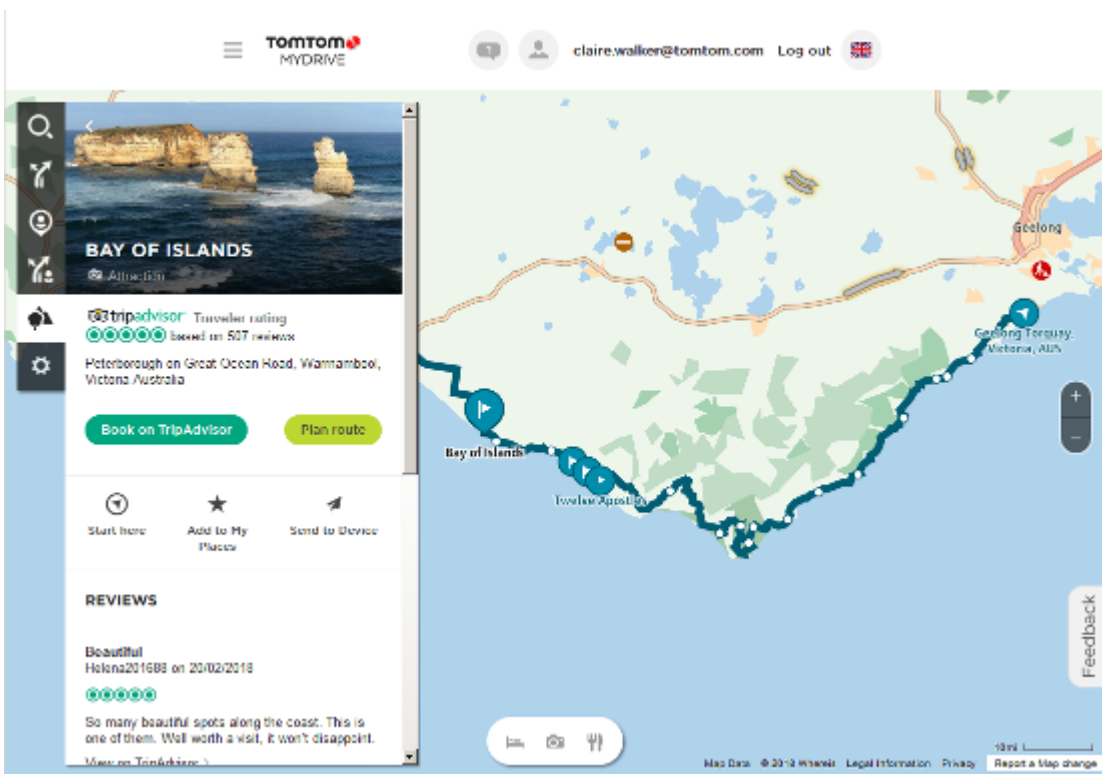 TOMTOM
MYDRIVE
claire.walker@tomtom.com Log out
BAY OF ISLANDS
Attraction
tripadvisor Traveler rating
based on 507 reviews
Peterborough on Great Ocean Road, Warrnambool,
Victoria Australia
Book on TripAdvisor
Plan route
Start here
Add to My
Places
Send to Device
REVIEWS
Beautiful
Helena201688 on 20/02/2018
So many beautiful spots along the coast. This is
one of them. Well worth a visit, it won't disappoint.
View on TripAdvisor >
Geelong
Geelong Torquay,
Victoria, AUS
Bay of Islands
Twelve Apostles
+
-
Feedback
10mi
Map Data © 2018 Whereis Legal Information Privacy Report a Map change